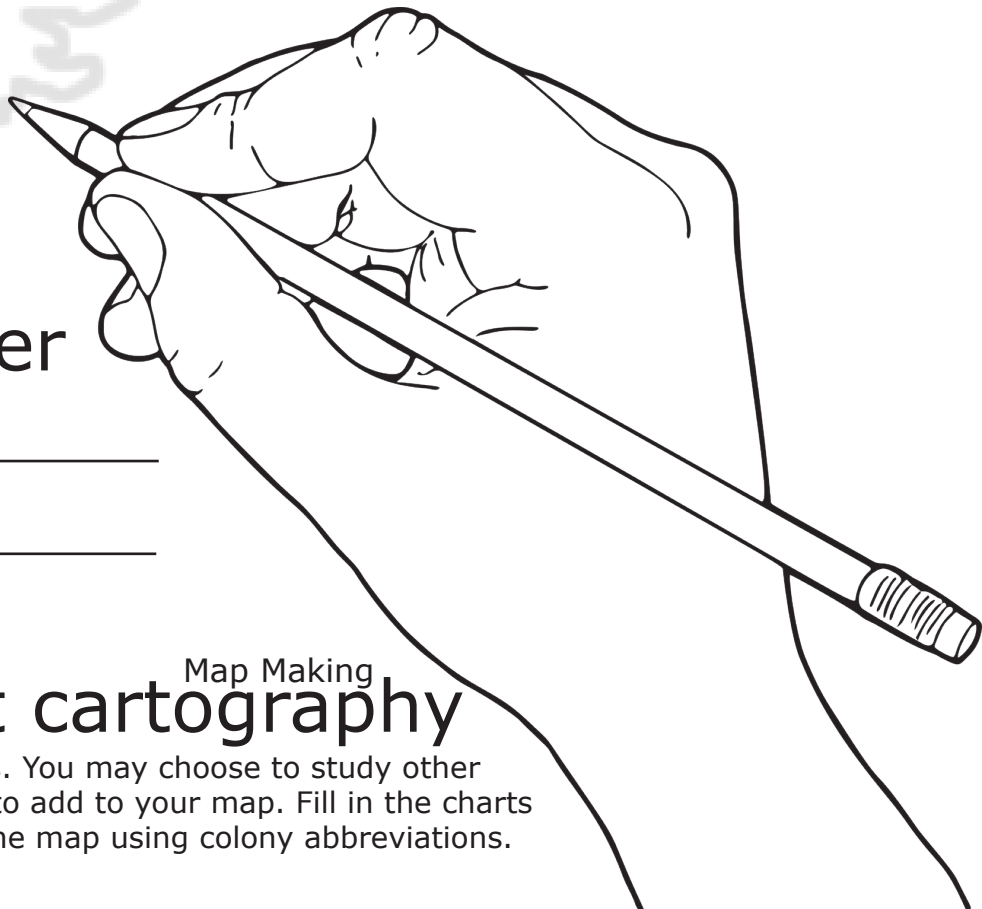 er
Map Making
t cartography
s. You may choose to study other
to add to your map. Fill in the charts
he map using colony abbreviations.